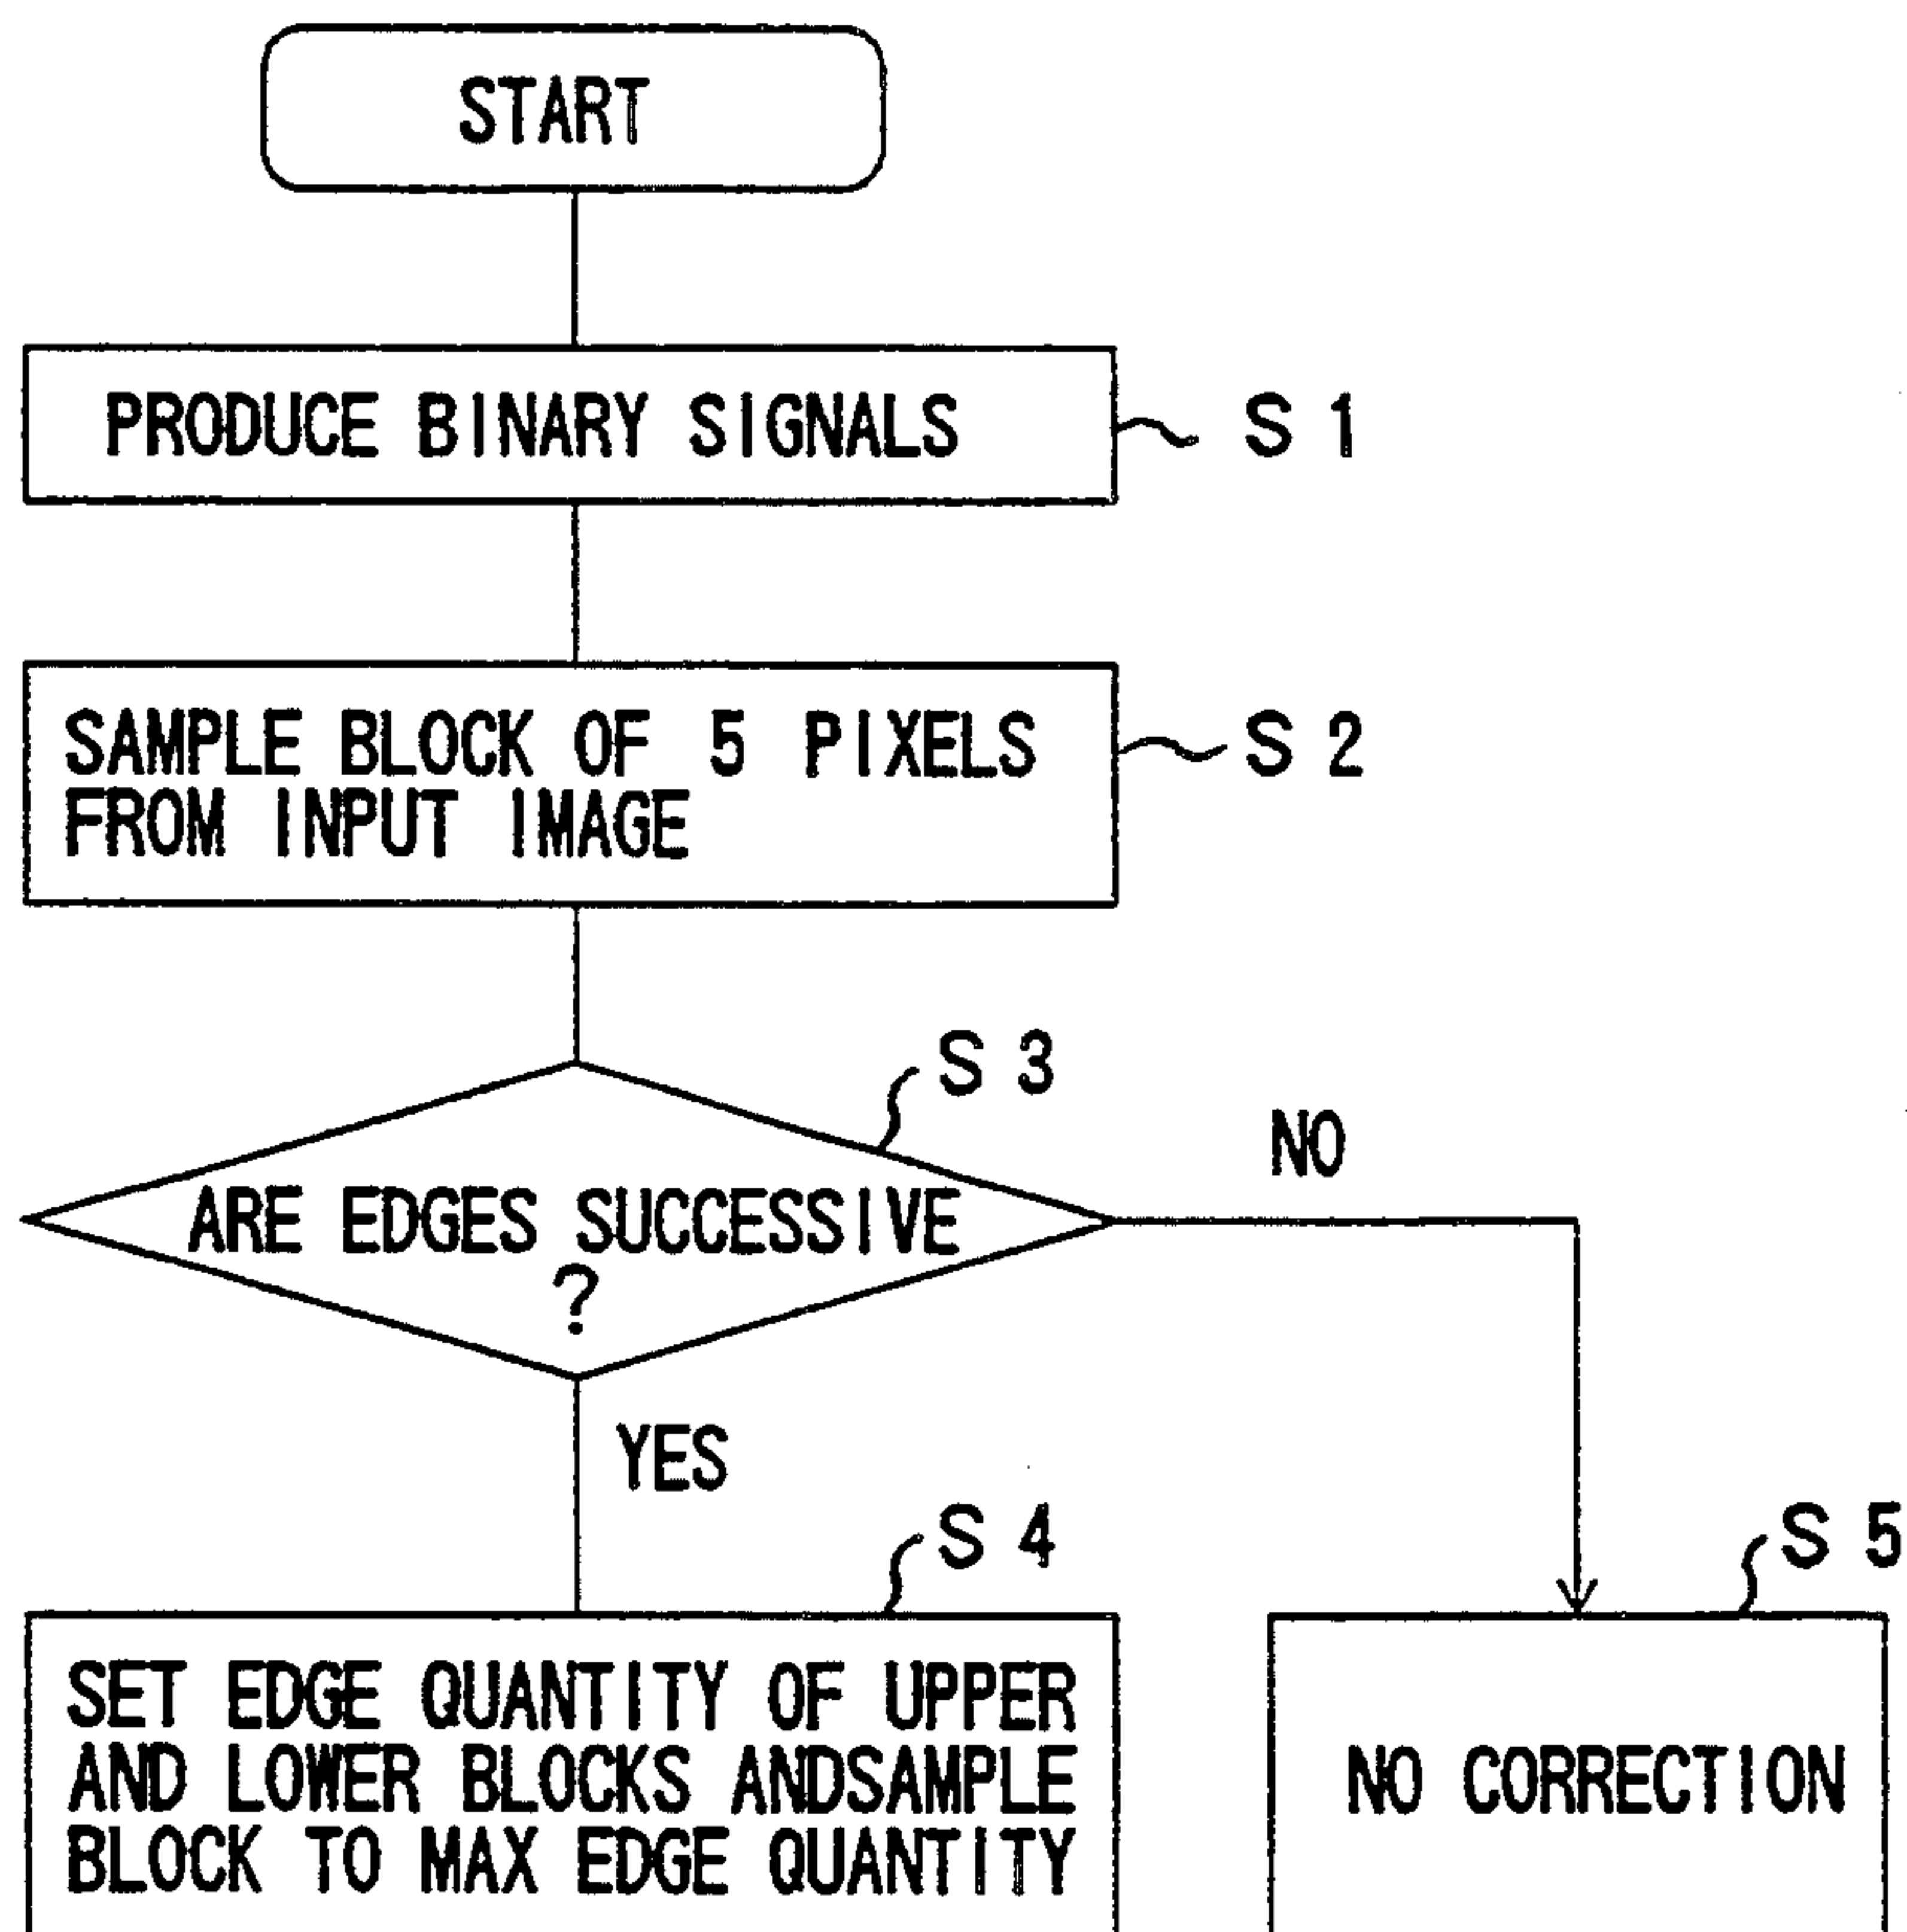 START
PRODUCE BINARY SIGNALS
S 1
SAMPLE BLOCK OF 5 PIXELS
FROM INPUT IMAGE
S 2
S 3
ARE EDGES SUCCESSIVE
?
NO
YES
S 4
SET EDGE QUANTITY OF UPPER
AND LOWER BLOCKS ANDSAMPLE
BLOCK TO MAX EDGE QUANTITY
S 5
NO CORRECTION